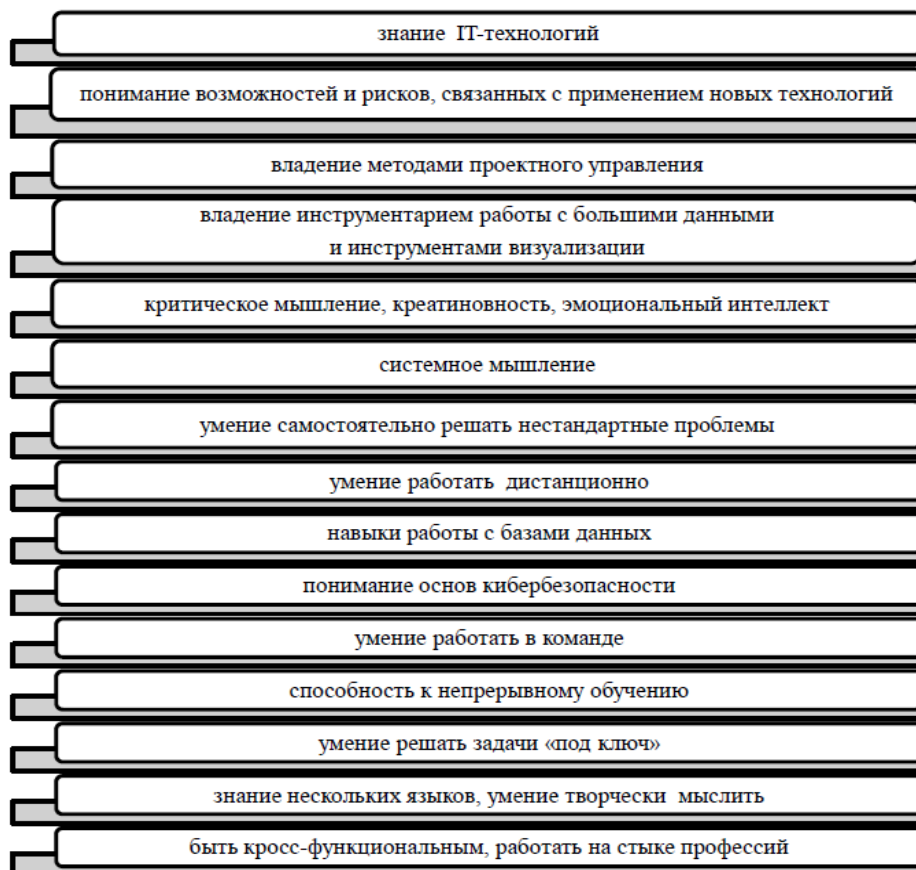 знание IT-технологий
понимание возможностей и рисков, связанных с применением новых технологий
владение методами проектного управления
владение инструментарием работы с большими данными
и инструментами визуализации
критическое мышление, креатиновность, эмоциональный интеллект
системное мышление
умение самостоятельно решать нестандартные проблемы
умение работать дистанционно
навыки работы с базами данных
понимание основ кибербезопасности
умение работать в команде
способность к непрерывному обучению
умение решать задачи «под ключ»
знание нескольких языков, умение творчески мыслить
быть кросс-функциональным, работать на стыке профессий